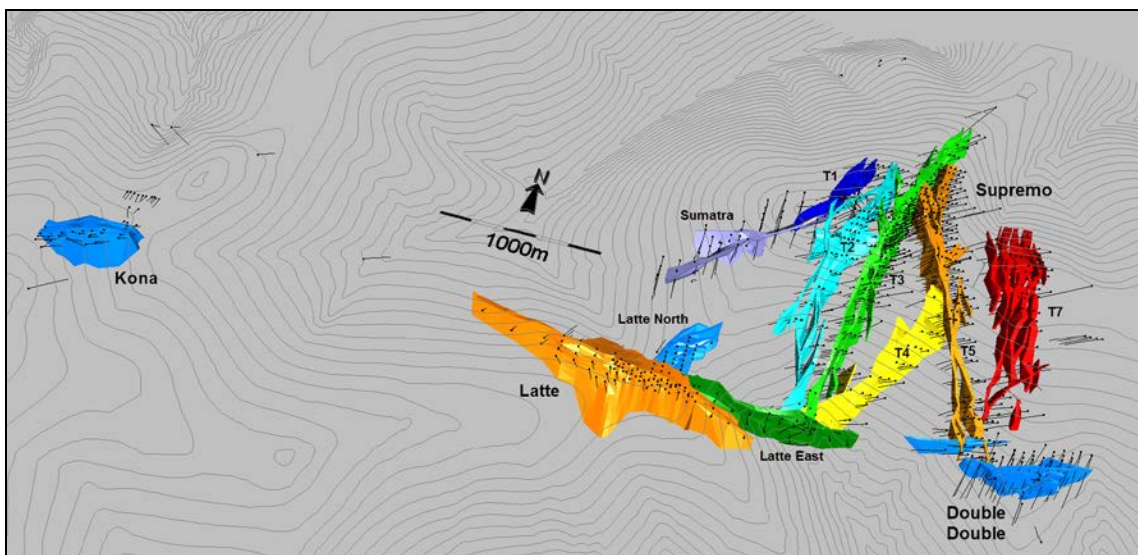 T1
Supremo
Sumatra
N
1000m
T2
Kona
T3
T7
Latte North
T4
T5
Latte
Latte East
Double
Double